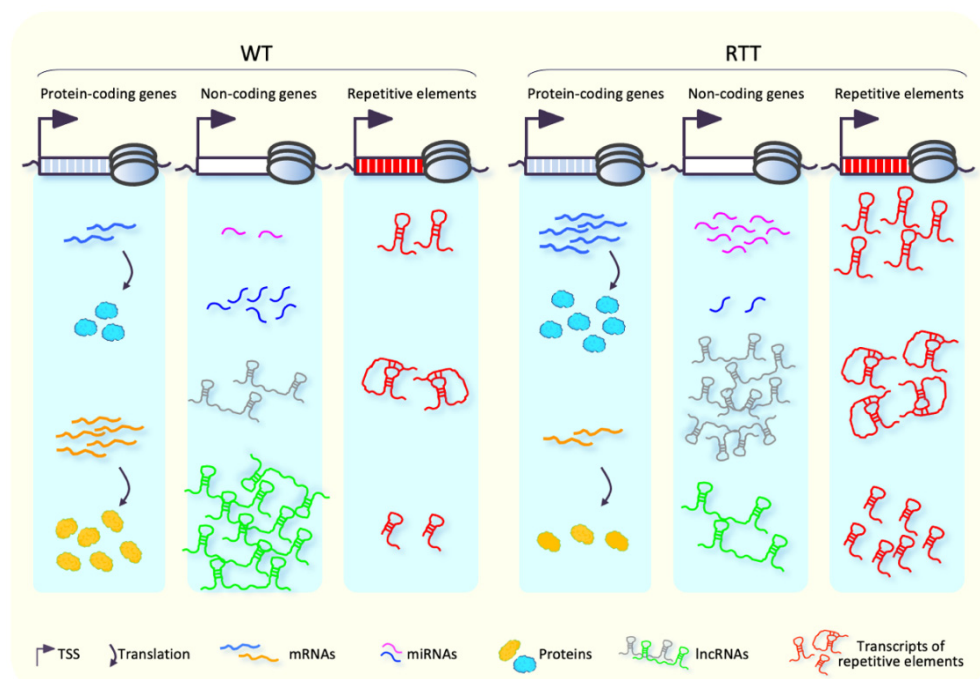 WT
RTT
Protein-coding genes
Non-coding genes
Repetitive elements
Protein-coding genes
Non-coding genes
Repetitive elements
TSS
Translation
mRNAs
miRNAs
Proteins
lncRNAs
Transcripts of
repetitive elements